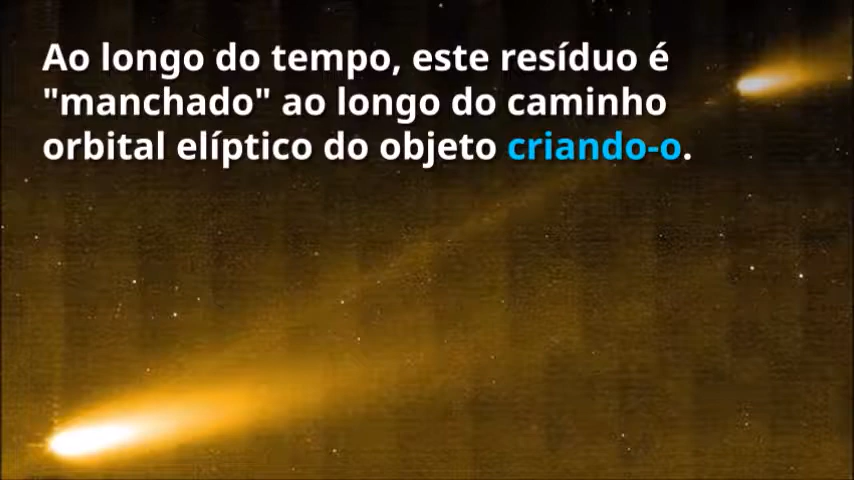 Ao longo do tempo, este resíduo é
"manchado" ao longo do caminho
orbital elíptico do objeto criando-o.